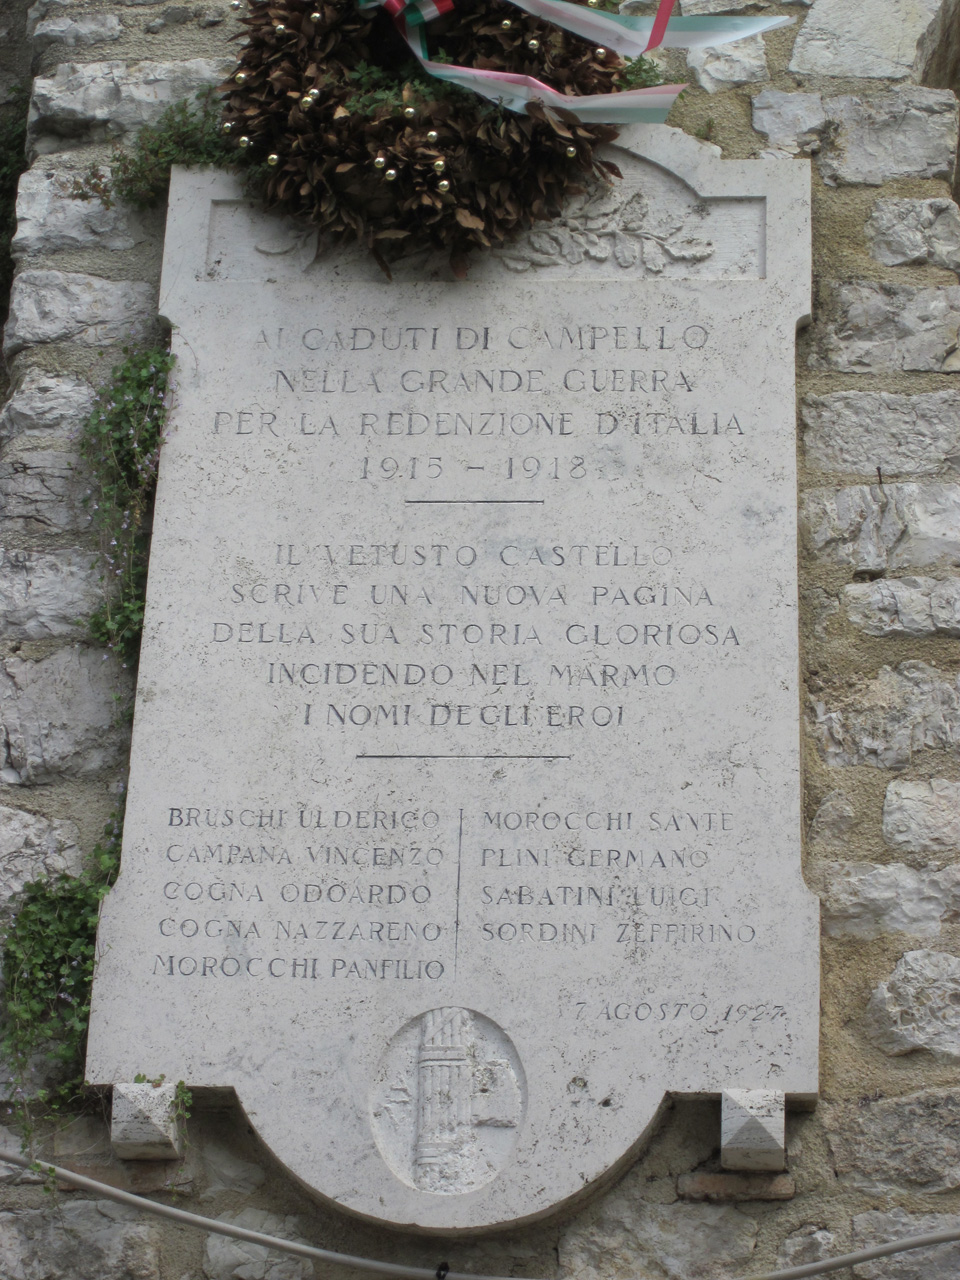 AI CADUTI DI CAMPELLO
NELLA GRANDE GUERRA
PER LA REDENZIONE D'ITALIA
1915 - 1918
IL VETUSTO CASTELLO
SCRIVE UNA NUOVA PAGINA
DELLA SUA STORIA GLORIOSA
INCIDENDO NEL MARMO
I NOMI DEGLI EROI
BRUSCHI ULDERIGO
CAMPANA VINCENZO
COGNA ODOARDO
COGNA NAZZARENO
MOROCCHI PANFILO
MOROCCHI SANTE
PLINI GERMANO
SABATINI LUIGI
SORDINI ZEFFIRINO
7 AGOSTO 1927